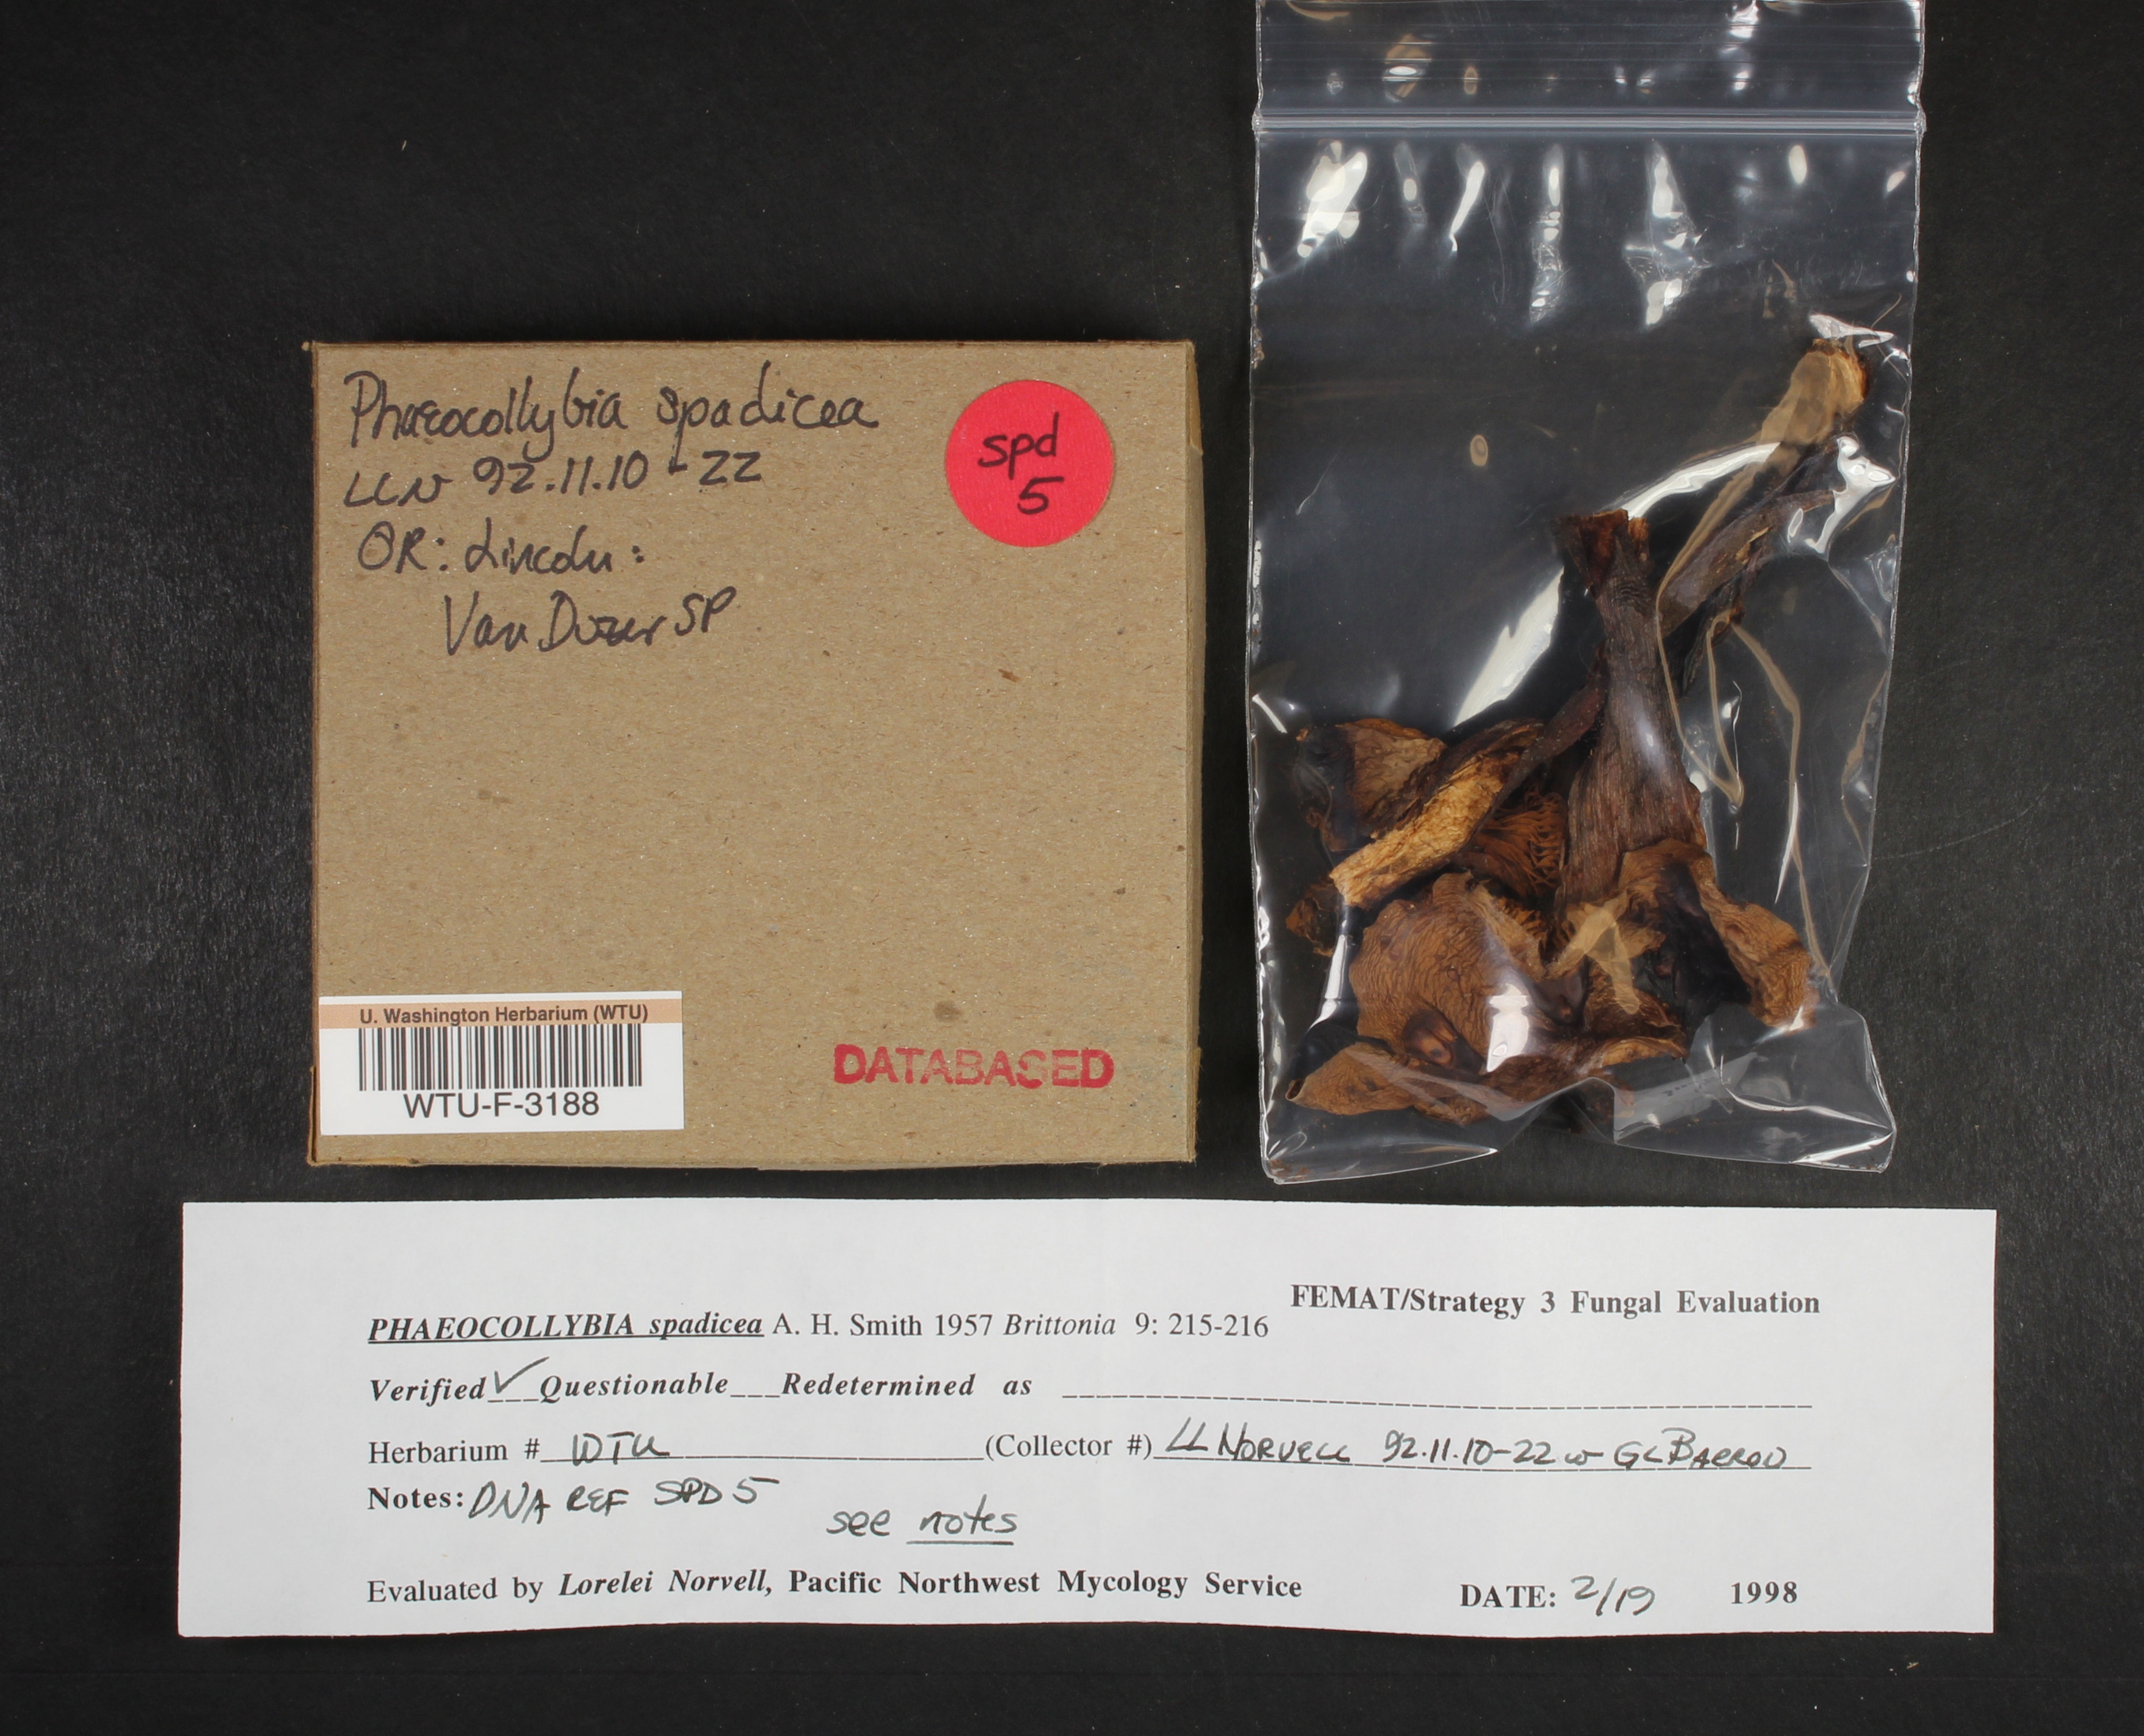 Phaeocollybia spadicea
LLN 92.11.10-22
OR: Lincoln:
Van Duzer SP
spd
5
U. Washington Herbarium (WTU)
WTU-F-3188
DATABASED
FEMAT/Strategy 3 Fungal Evaluation
PHAEOCOLLYBIA spadicea A. H. Smith 1957 Brittonia 9: 215-216
Verified ✓ Questionable___Redetermined as ___
Herbarium # WTU (Collector #) LL NORVELL 92.11.10-22 w GL BARRON
Notes: DNA REF SPD 5
see notes
Evaluated by Lorelei Norvell, Pacific Northwest Mycology Service
DATE: 2/19 1998